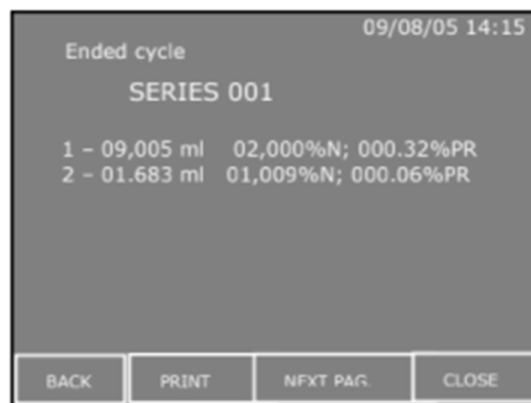 09/08/05 14:15
Ended cycle
SERIES 001
1 – 09,005 ml 02,000%N; 000.32%PR
2 – 01.683 ml 01,009%N; 000.06%PR
BACK PRINT NEXT PAG. CLOSE